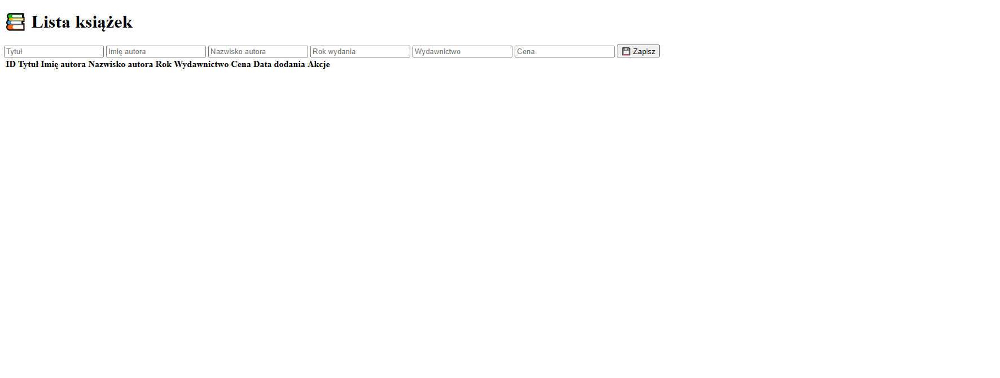 📚 Lista książek
Tytuł Imię autora Nazwisko autora Rok wydania Wydawnictwo Cena 💾 Zapisz
ID Tytuł Imię autora Nazwisko autora Rok Wydawnictwo Cena Data dodania Akcje